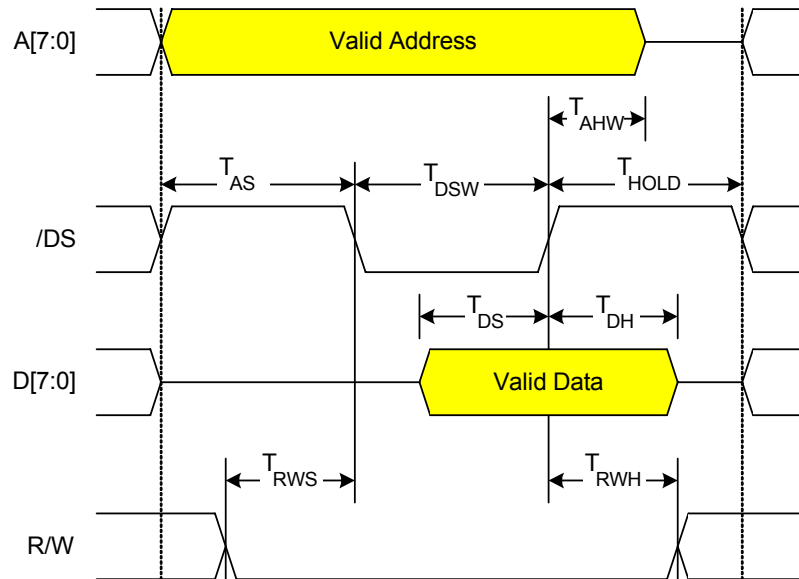 A[7:0]
Valid Address
TAHW
TAS
TDSW
THOLD
/DS
TDS
TDH
D[7:0]
Valid Data
TRWS
TRWH
R/W